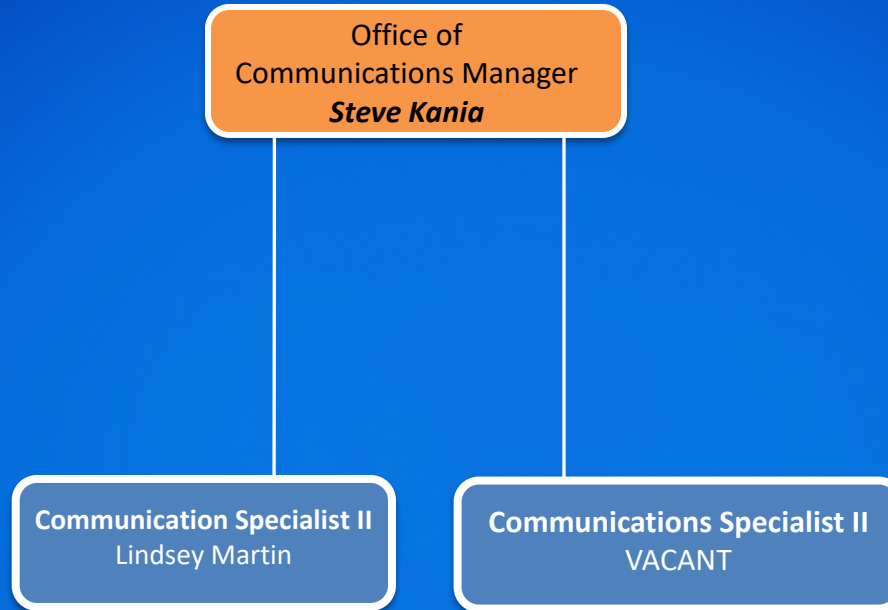 Office of
Communications Manager
Steve Kania
Communication Specialist II
Lindsey Martin
Communications Specialist II
VACANT